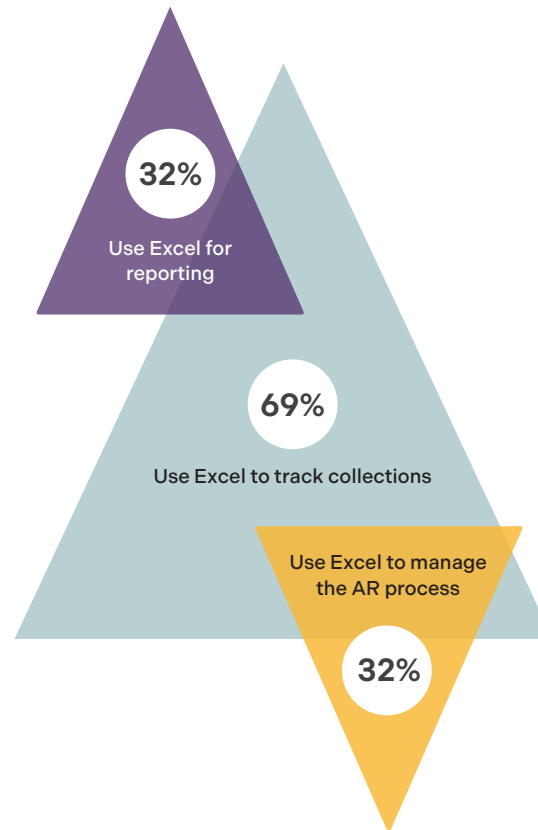 32%
Use Excel for
reporting
69%
Use Excel to track collections
Use Excel to manage
the AR process
32%